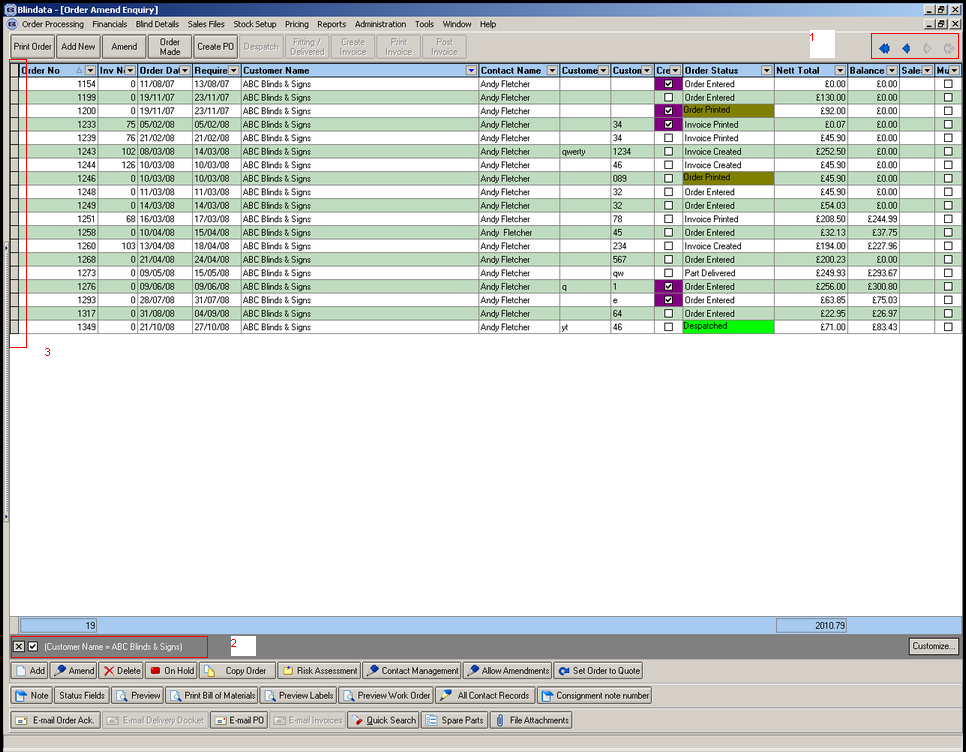 Blindata - [Order Amend Enquiry]
Order Processing Financials Blind Details Sales Files Stock Setup Pricing Reports Administration Tools Window Help
Print Order Add New Amend Order Made Create PO Despatch Fitting / Delivered Create Invoice Print Invoice Post Invoice 1
Order No Inv N Order Da Require Customer Name Contact Name Custome Custom Cre Order Status Nett Total Balance Sale Mu
1154 0 11/08/07 13/08/07 ABC Blinds & Signs Andy Fletcher Order Entered £0.00 £0.00
1199 0 19/11/07 23/11/07 ABC Blinds & Signs Andy Fletcher Order Entered £130.00 £0.00
1200 0 19/11/07 23/11/07 ABC Blinds & Signs Andy Fletcher Order Printed £92.00 £0.00
1233 75 05/02/08 05/02/08 ABC Blinds & Signs Andy Fletcher 34 Invoice Printed £0.07 £0.00
1239 76 21/02/08 21/02/08 ABC Blinds & Signs Andy Fletcher 34 Invoice Printed £45.90 £0.00
1243 102 08/03/08 14/03/08 ABC Blinds & Signs Andy Fletcher qwerty 1234 Invoice Created £252.50 £0.00
1244 126 10/03/08 10/03/08 ABC Blinds & Signs Andy Fletcher 46 Invoice Created £45.90 £0.00
1246 0 10/03/08 10/03/08 ABC Blinds & Signs Andy Fletcher 089 Order Printed £45.90 £0.00
1248 0 11/03/08 11/03/08 ABC Blinds & Signs Andy Fletcher 32 Order Entered £45.90 £0.00
1249 0 14/03/08 14/03/08 ABC Blinds & Signs Andy Fletcher 32 Order Entered £54.03 £0.00
1251 68 16/03/08 17/03/08 ABC Blinds & Signs Andy Fletcher 78 Invoice Printed £208.50 £244.99
1258 0 10/04/08 15/04/08 ABC Blinds & Signs Andy Fletcher 45 Order Entered £32.13 £37.75
1260 103 13/04/08 18/04/08 ABC Blinds & Signs Andy Fletcher 234 Invoice Created £194.00 £227.96
1268 0 21/04/08 24/04/08 ABC Blinds & Signs Andy Fletcher 567 Order Entered £200.23 £0.00
1273 0 09/05/08 15/05/08 ABC Blinds & Signs Andy Fletcher qw Part Delivered £249.93 £293.67
1276 0 09/06/08 09/06/08 ABC Blinds & Signs Andy Fletcher q 1 Order Entered £256.00 £300.80
1293 0 28/07/08 31/07/08 ABC Blinds & Signs Andy Fletcher e Order Entered £63.85 £75.03
1317 0 31/08/08 04/09/08 ABC Blinds & Signs Andy Fletcher 64 Order Entered £22.95 £26.97
1349 0 21/10/08 27/10/08 ABC Blinds & Signs Andy Fletcher yt 46 Despatched £71.00 £83.43
3
19 2010.79
(Customer Name = ABC Blinds & Signs) 2 Customize...
Add Amend Delete On Hold Copy Order Risk Assessment Contact Management Allow Amendments Set Order to Quote
Note Status Fields Preview Print Bill of Materials Preview Labels Preview Work Order All Contact Records Consignment note number
E-mail Order Ack. E-mail Delivery Docket E-mail PO E-mail Invoices Quick Search Spare Parts File Attachments